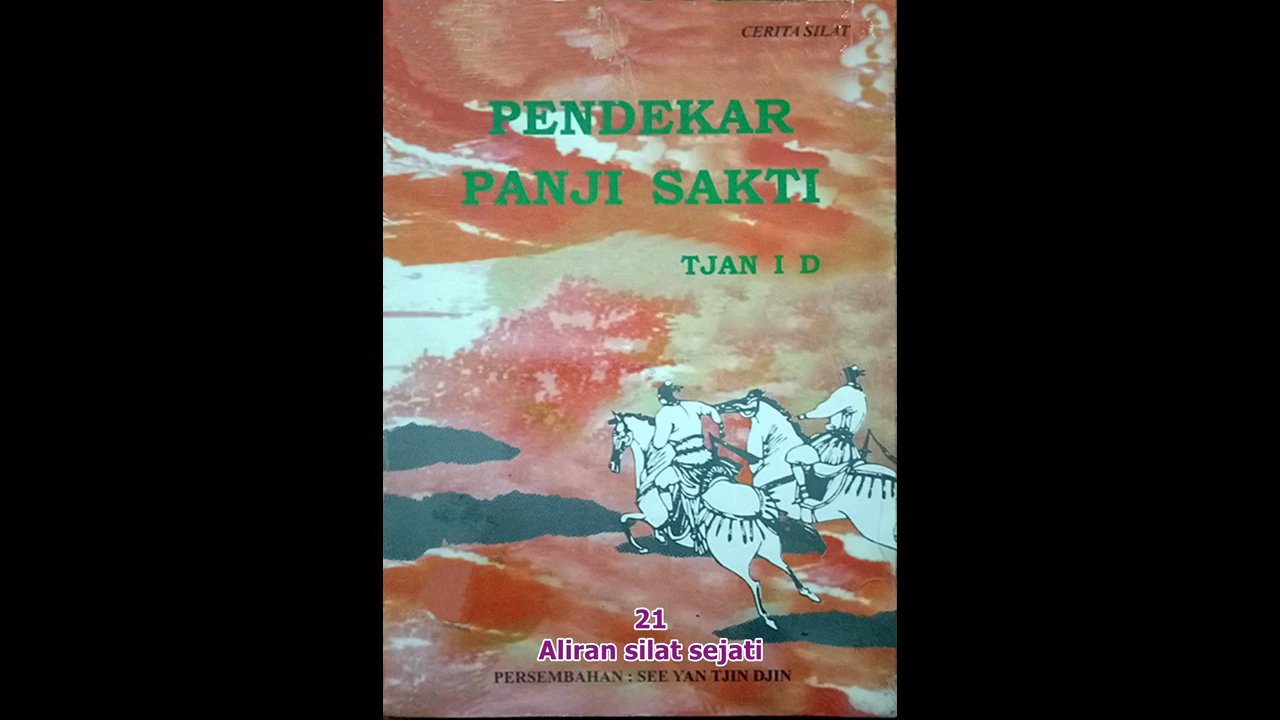 CERITA SILAT
PENDEKAR
PANJI SAKTI
TJAN I D
21
Aliran silat sejati
PERSEMBAHAN : SEE YAN TJIN DJIN